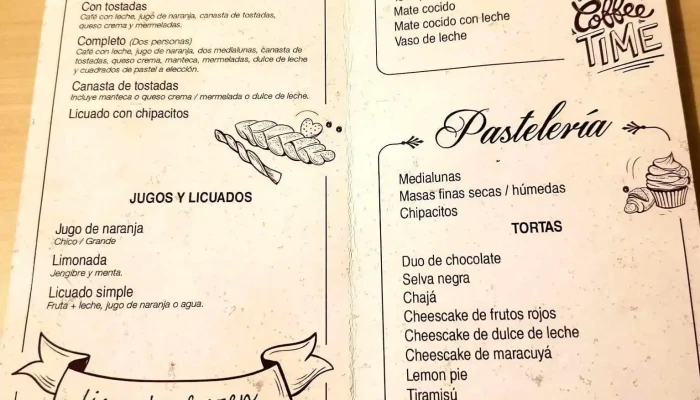 Con tostadas
Café con leche, jugo de naranja, canasta de tostadas,
queso crema y mermeladas.
Completo (Dos personas)
Café con leche, jugo de naranja, dos medialunas, canasta de
tostadas, queso crema, manteca, mermeladas, dulce de leche
y cuadrados de pastel a elección.
Canasta de tostadas
Incluye manteca o queso crema / mermelada o dulce de leche.
Licuado con chipacitos
JUGOS Y LICUADOS
Jugo de naranja
Chico / Grande
Limonada
Jengibre y menta.
Licuado simple
Fruta + leche, jugo de naranja o agua.
Mate cocido
Mate cocido con leche
Vaso de leche
Coffee
TIME
Pastelería
Medialunas
Masas finas secas / húmedas
Chipacitos
TORTAS
Duo de chocolate
Selva negra
Chajá
Cheescake de frutos rojos
Cheescake de dulce de leche
Cheescake de maracuyá
Lemon pie
Tiramisú